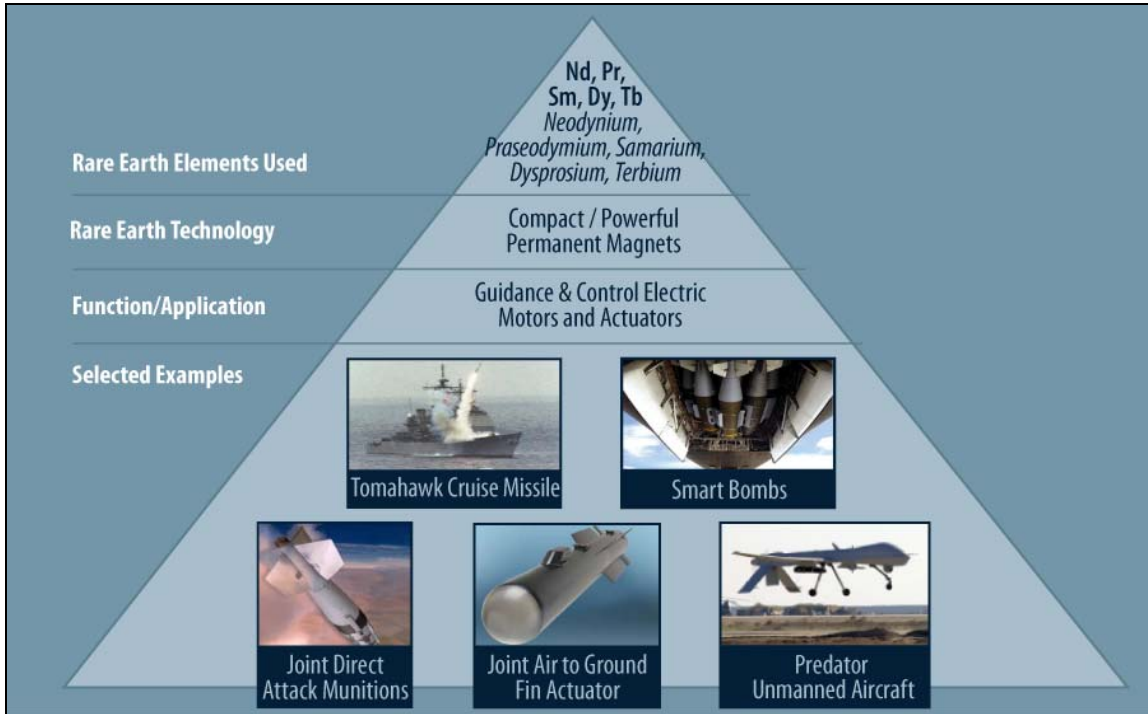 Nd, Pr,
Sm, Dy, Tb
Neodynium,
Praseodymium, Samarium,
Dysprosium, Terbium
Rare Earth Elements Used
Rare Earth Technology
Compact / Powerful
Permanent Magnets
Function/Application
Guidance & Control Electric
Motors and Actuators
Selected Examples
Tomahawk Cruise Missile
Smart Bombs
Joint Direct
Attack Munitions
Joint Air to Ground
Fin Actuator
Predator
Unmanned Aircraft